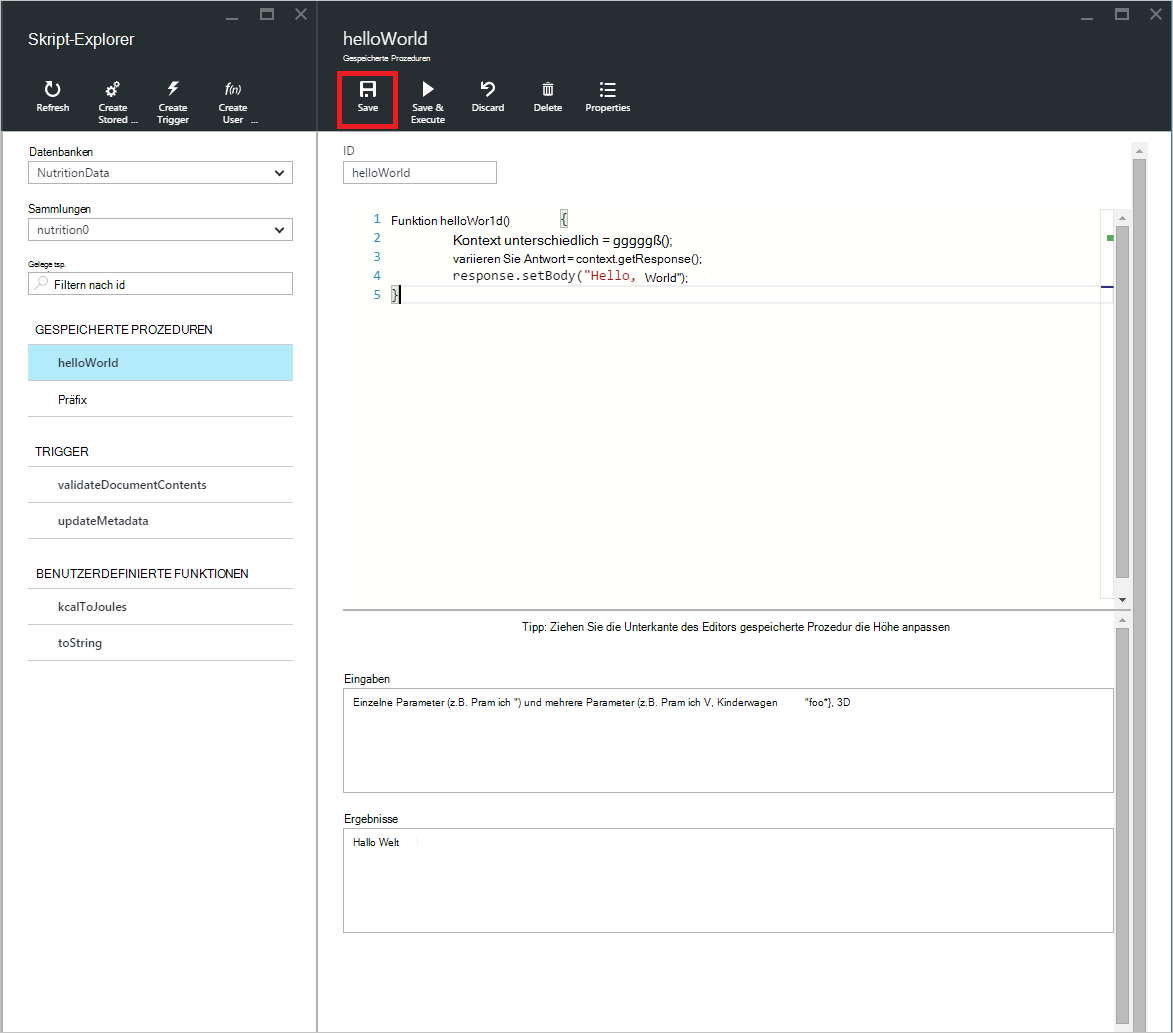 Skript-Explorer
Refresh
Create Stored ...
Create Trigger
f(n)
Create User ...
Datenbanken
NutritionData
Sammlungen
nutrition0
Gelege tsp.
Filtern nach id
GESPEICHERTE PROZEDUREN
helloWorld
Präfix
TRIGGER
validateDocumentContents
updateMetadata
BENUTZERDEFINIERTE FUNKTIONEN
kcalToJoules
toString
helloWorld
Gespeicherte Prozeduren
Save
Save & Execute
Discard
Delete
Properties
ID
helloWorld
1 Funktion helloWor1d() {
2 Kontext unterschiedlich = gggggß();
3 variieren Sie Antwort = context.getResponse();
4 response.setBody("Hello, World");
5 }
Tipp: Ziehen Sie die Unterkante des Editors gespeicherte Prozedur die Höhe anpassen
Eingaben
Einzelne Parameter (z.B. Pram ich ") und mehrere Parameter (z.B. Pram ich V, Kinderwagen "foo*}, 3D
Ergebnisse
Hallo Welt